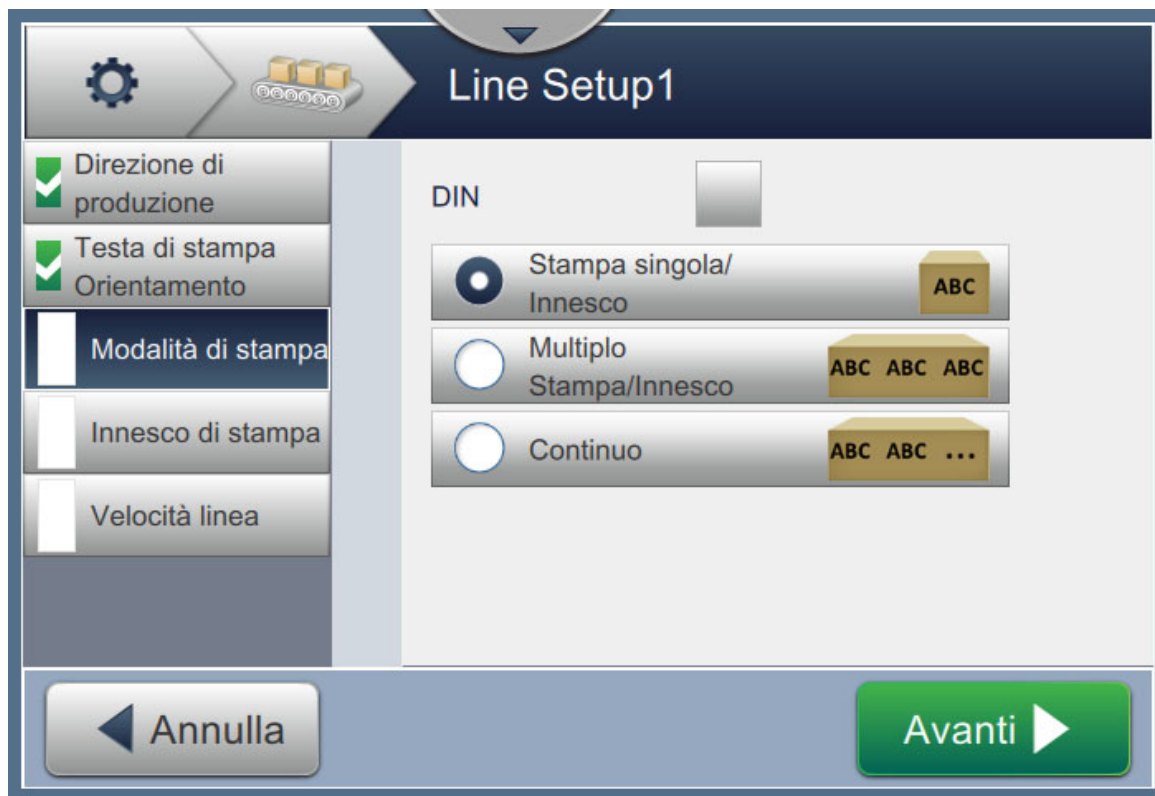 Line Setup1
Direzione di
produzione
Testa di stampa
Orientamento
Modalità di stampa
Innesco di stampa
Velocità linea
DIN
Stampa singola/
Innesco
ABC
Multiplo
Stampa/Innesco
ABC ABC ABC
Continuo
ABC ABC ...
Annulla
Avanti